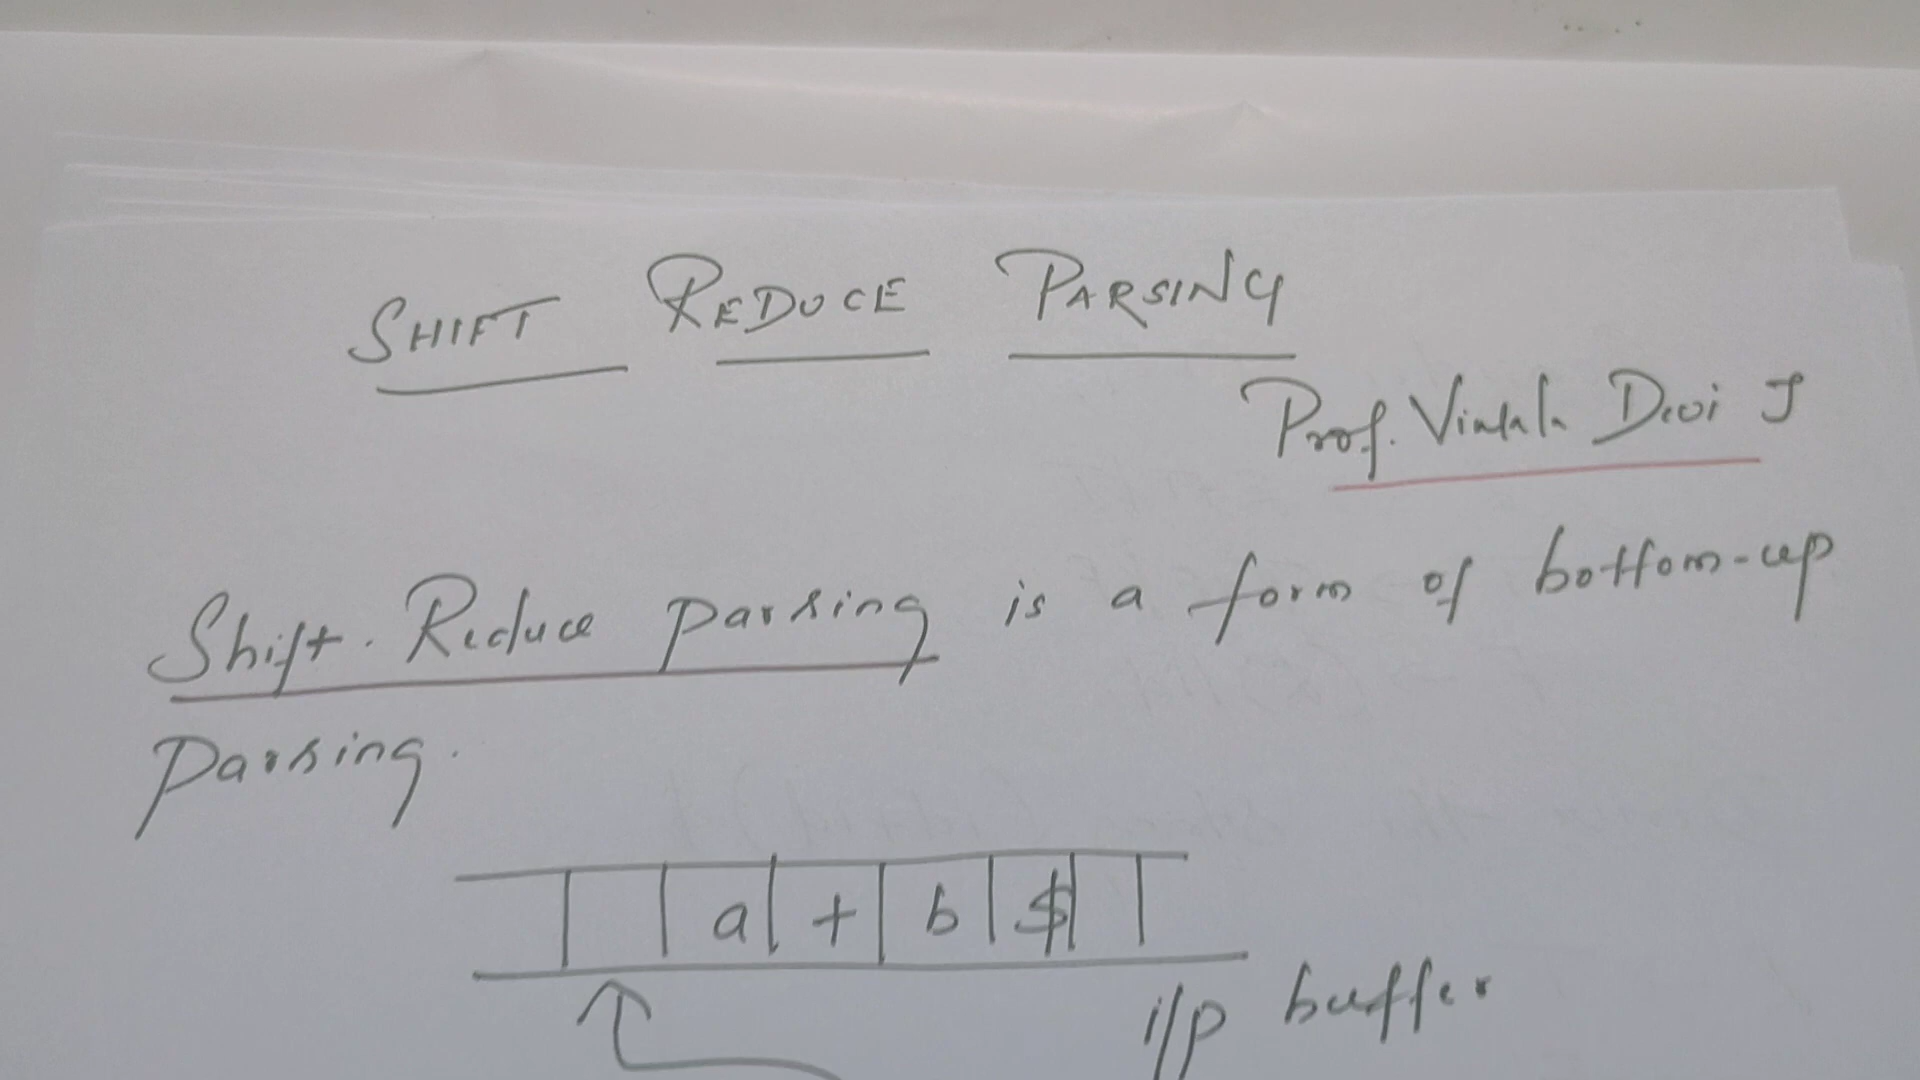 SHIFT REDUCE PARSING
Prof. Vimala Devi J
Shift-Reduce parsing is a form of bottom-up
parsing.
a + b $
i/p buffer